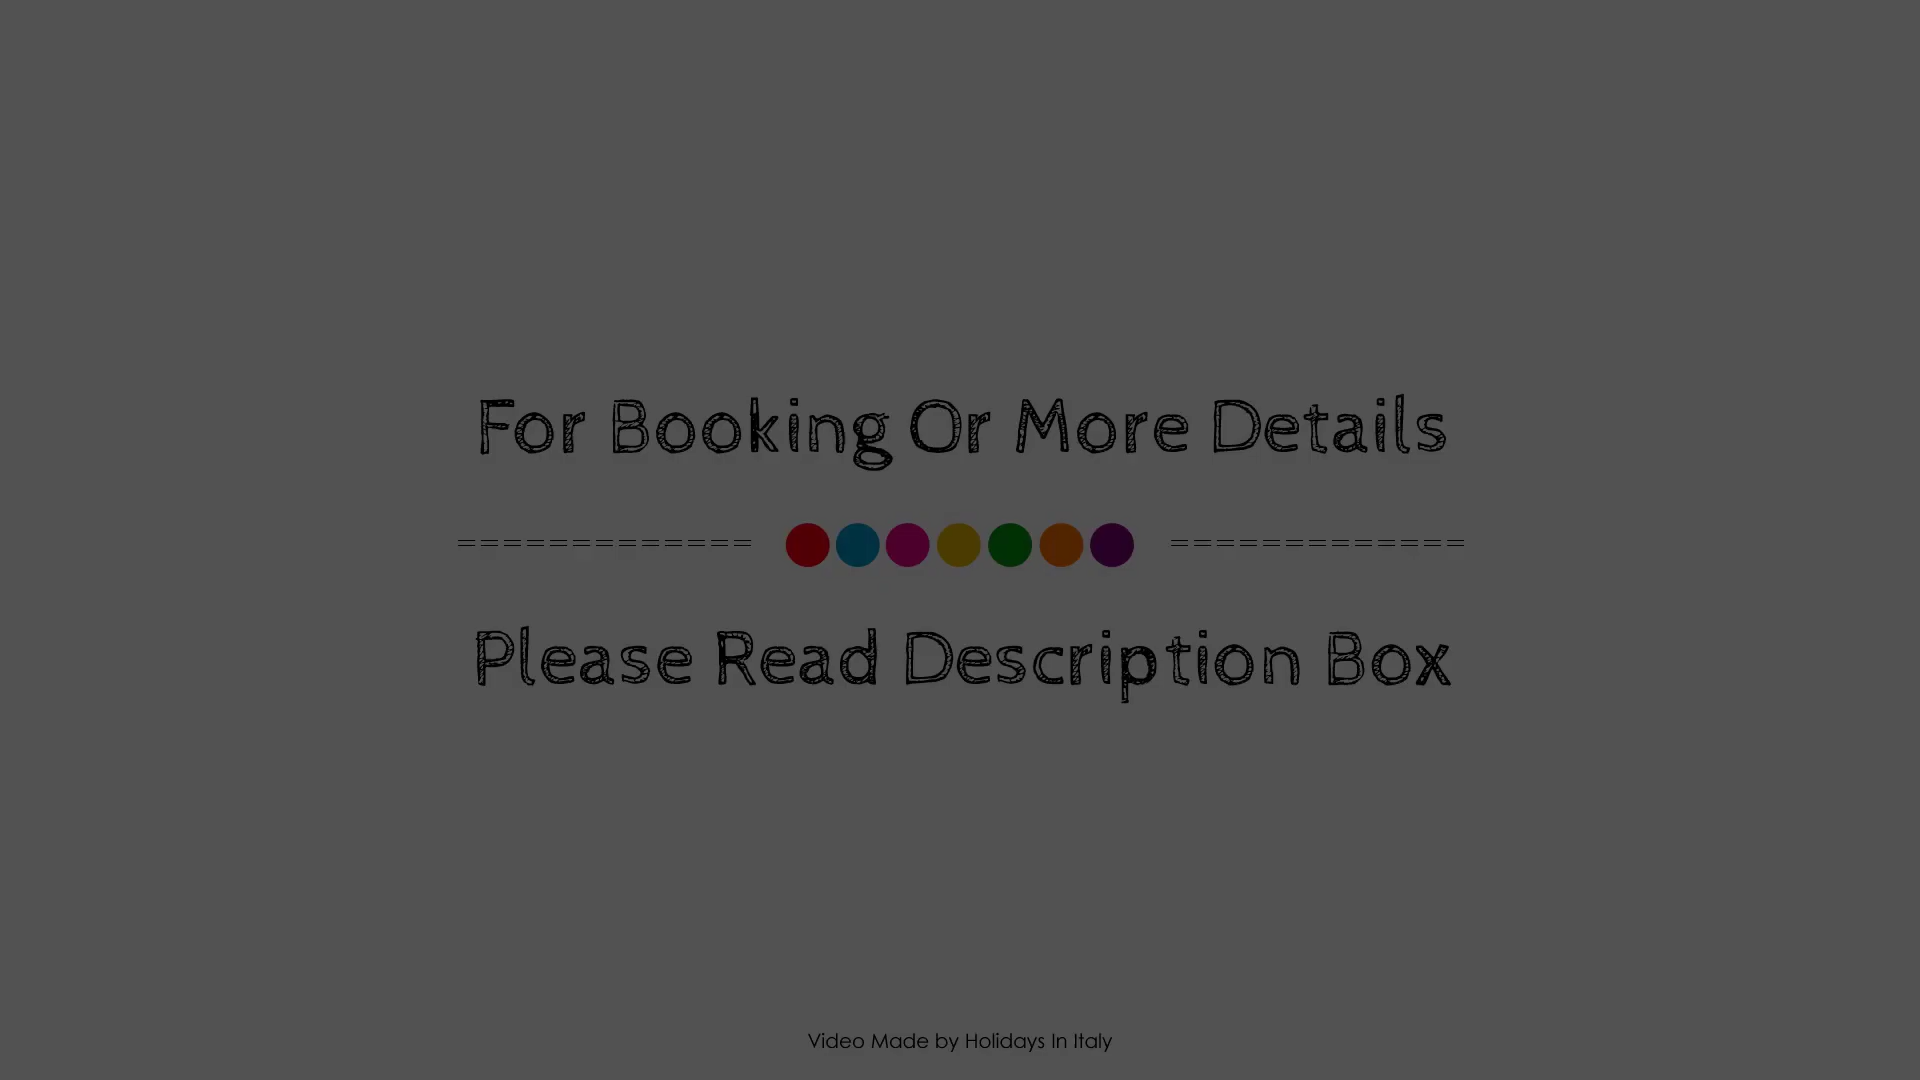 For Booking Or More Details
============= =============
Please Read Description Box
Video Made by Holidays In Italy